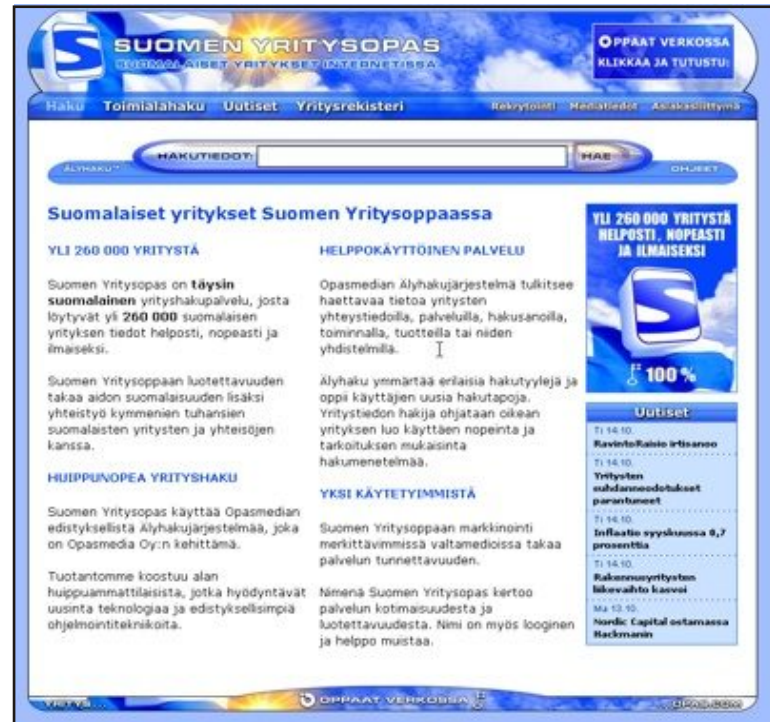 SUOMEN YRITYSOPAS
SUOMALAISET YRITYKSET INTERNETISSÄ
OPPAAT VERKOSSA
KLIKKAA JA TUTUSTU:
Haku Toimialahaku Uutiset Yritysrekisteri Rekrytointi Mediatiedot Asiakasliittymä
HAKUTIEDOT: HAE
ÄLYHAKU™ OHJEET
Suomalaiset yritykset Suomen Yritysoppaassa
YLI 260 000 YRITYSTÄ
Suomen Yritysopas on täysin
suomalainen yrityshakupalvelu, josta
löytyvät yli 260 000 suomalaisen
yrityksen tiedot helposti, nopeasti ja
ilmaiseksi.
Suomen Yritysoppaan luotettavuuden
takaa aidon suomalaisuuden lisäksi
yhteistyö kymmenien tuhansien
suomalaisten yritysten ja yhteisöjen
kanssa.
HUIPPUNOPEA YRITYSHAKU
Suomen Yritysopas käyttää Opasmedian
edistyksellistä Älyhakujärjestelmää, joka
on Opasmedia Oy:n kehittämä.
Tuotantomme koostuu alan
huippuammattilaisista, jotka hyödyntävät
uusinta teknologiaa ja edistyksellisimpiä
ohjelmointitekniikoita.
HELPPOKÄYTTÖINEN PALVELU
Opasmedian Älyhakujärjestelmä tulkitsee
haettavaa tietoa yritysten
yhteystiedoilla, palveluilla, hakusanoilla,
toiminnalla, tuotteilla tai niiden
yhdistelmillä.
Älyhaku ymmärtää erilaisia hakutyylejä ja
oppii käyttäjien uusia hakutapoja.
Yritystiedon hakija ohjataan oikean
yrityksen luo käyttäen nopeinta ja
tarkoituksen mukaisinta
hakumenetelmää.
YKSI KÄYTETYIMMISTÄ
Suomen Yritysoppaan markkinointi
merkittävimmissä valtamedioissa takaa
palvelun tunnettavuuden.
Nimenä Suomen Yritysopas kertoo
palvelun kotimaisuudesta ja
luotettavuudesta. Nimi on myös looginen
ja helppo muistaa.
YLI 260 000 YRITYSTÄ
HELPOSTI, NOPEASTI
JA ILMAISEKSI
S
100 %
Uutiset
Ti 14.10.
RavintoRaisio irtisanoo
Ti 14.10.
Yritysten
suhdanneodotukset
parantuneet
Ti 14.10.
Inflaatio syyskuussa 0,7
prosenttia
Ti 14.10.
Rakennusyritysten
liikevaihto kasvoi
Ma 13.10.
Nordic Capital ostamassa
Hackmanin
YRITYS... OPPAAT VERKOSSA ...OPAS.COM